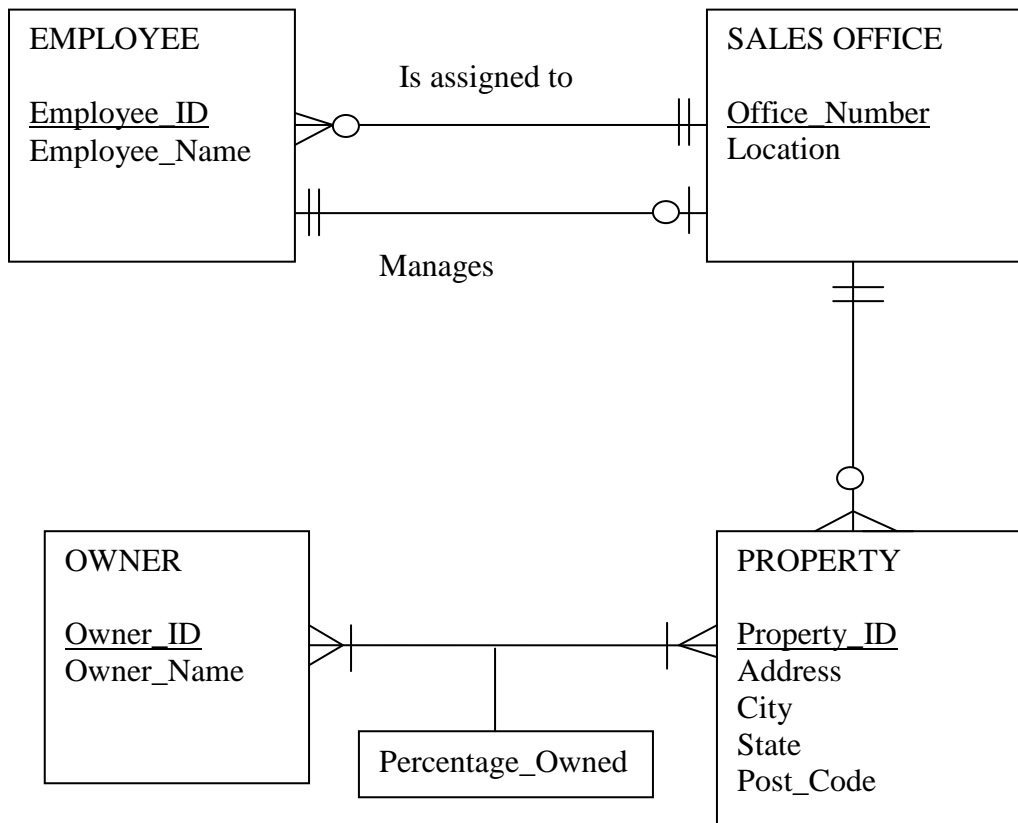 EMPLOYEE
Employee_ID
Employee_Name
Is assigned to
Manages
SALES OFFICE
Office_Number
Location
OWNER
Owner_ID
Owner_Name
Percentage_Owned
PROPERTY
Property_ID
Address
City
State
Post_Code